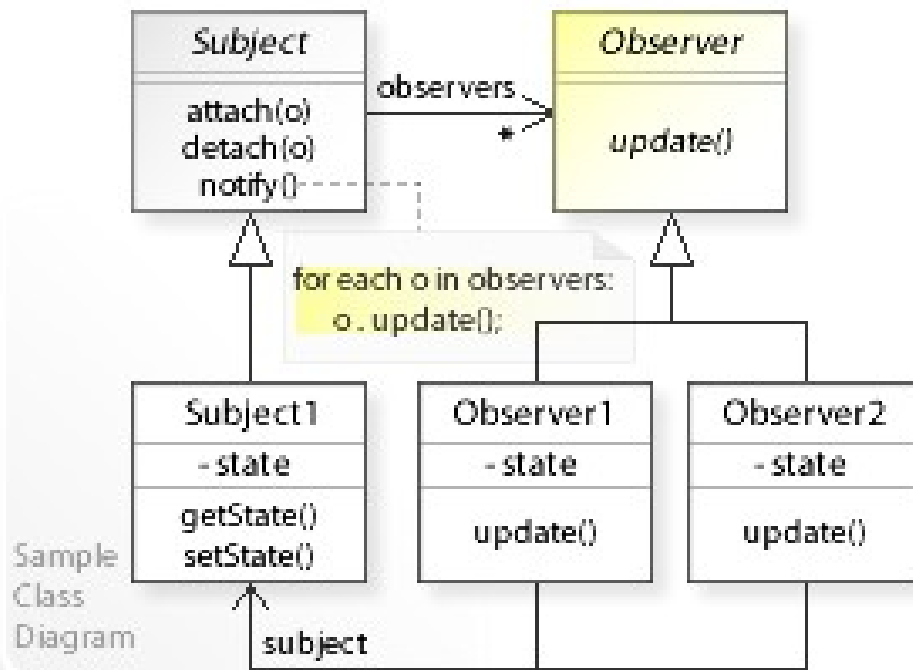 Subject
attach(o)
detach(o)
notify()
observers
*
Observer
update()
for each o in observers:
o . update();
Subject1
- state
getState()
setState()
Observer1
- state
update()
Observer2
- state
update()
subject
Sample
Class
Diagram